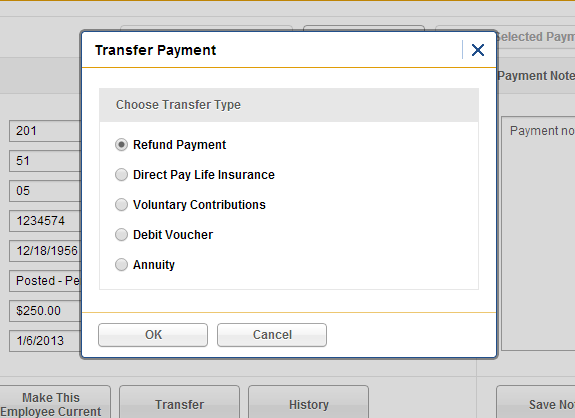 Selected Paym
Transfer Payment
Payment Note
Choose Transfer Type
201
Payment no
Refund Payment
51
Direct Pay Life Insurance
05
Voluntary Contributions
1234574
Debit Voucher
12/18/1956
Annuity
Posted - Pe
$250.00
OK
Cancel
1/6/2013
Make This
Employee Current
Transfer
History
Save No